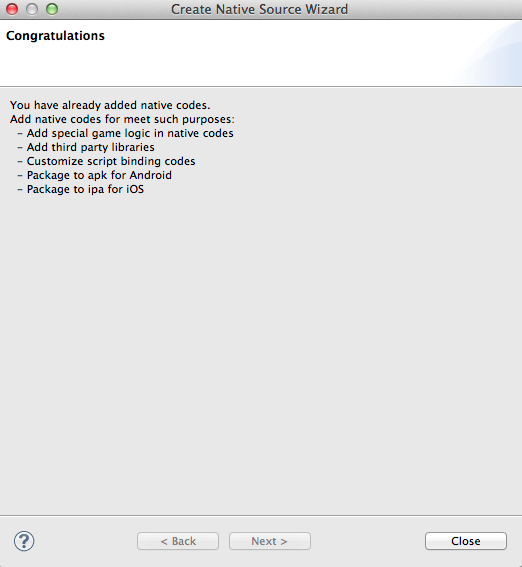 Create Native Source Wizard
Congratulations
You have already added native codes.
Add native codes for meet such purposes:
– Add special game logic in native codes
– Add third party libraries
– Customize script binding codes
– Package to apk for Android
– Package to ipa for iOS
?
< Back
Next >
Close